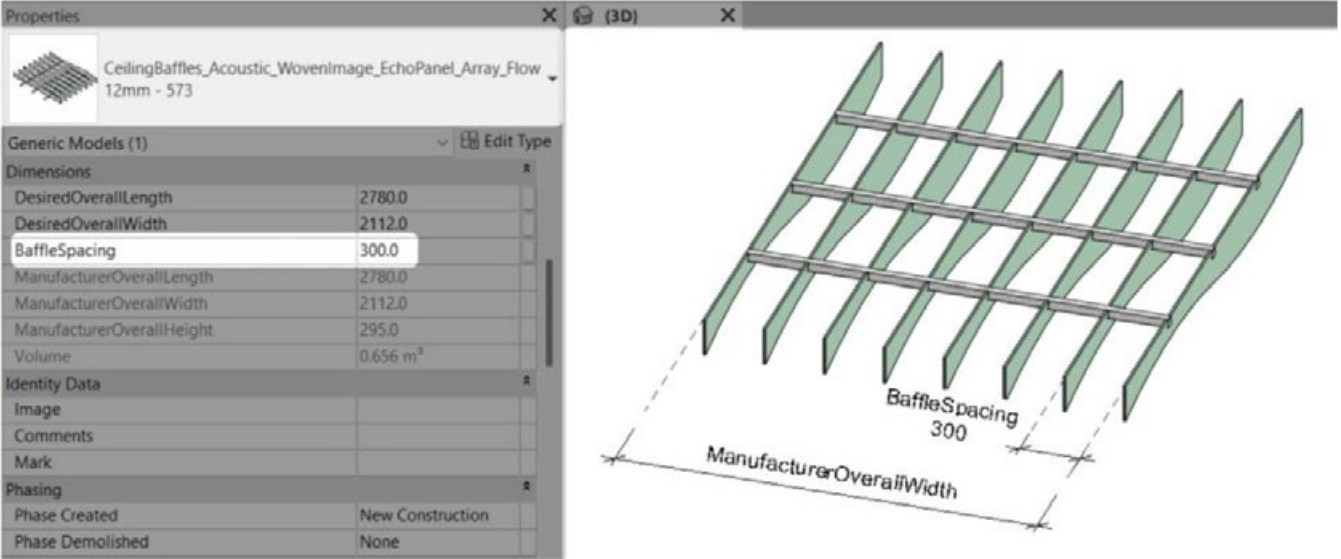 Properties
(3D)
CeilingBaffles_Acoustic_WovenImage_EchoPanel_Array_Flow
12mm - 573
Generic Models (1)
Edit Type
Dimensions
DesiredOverallLength 2780.0
DesiredOverallWidth 2112.0
BaffleSpacing 300.0
ManufacturerOverallLength 2780.0
ManufacturerOverallWidth 2112.0
ManufacturerOverallHeight 295.0
Volume 0.656 m³
Identity Data
Image
Comments
Mark
Phasing
Phase Created New Construction
Phase Demolished None
BaffleSpacing
300
ManufacturerOverallWidth